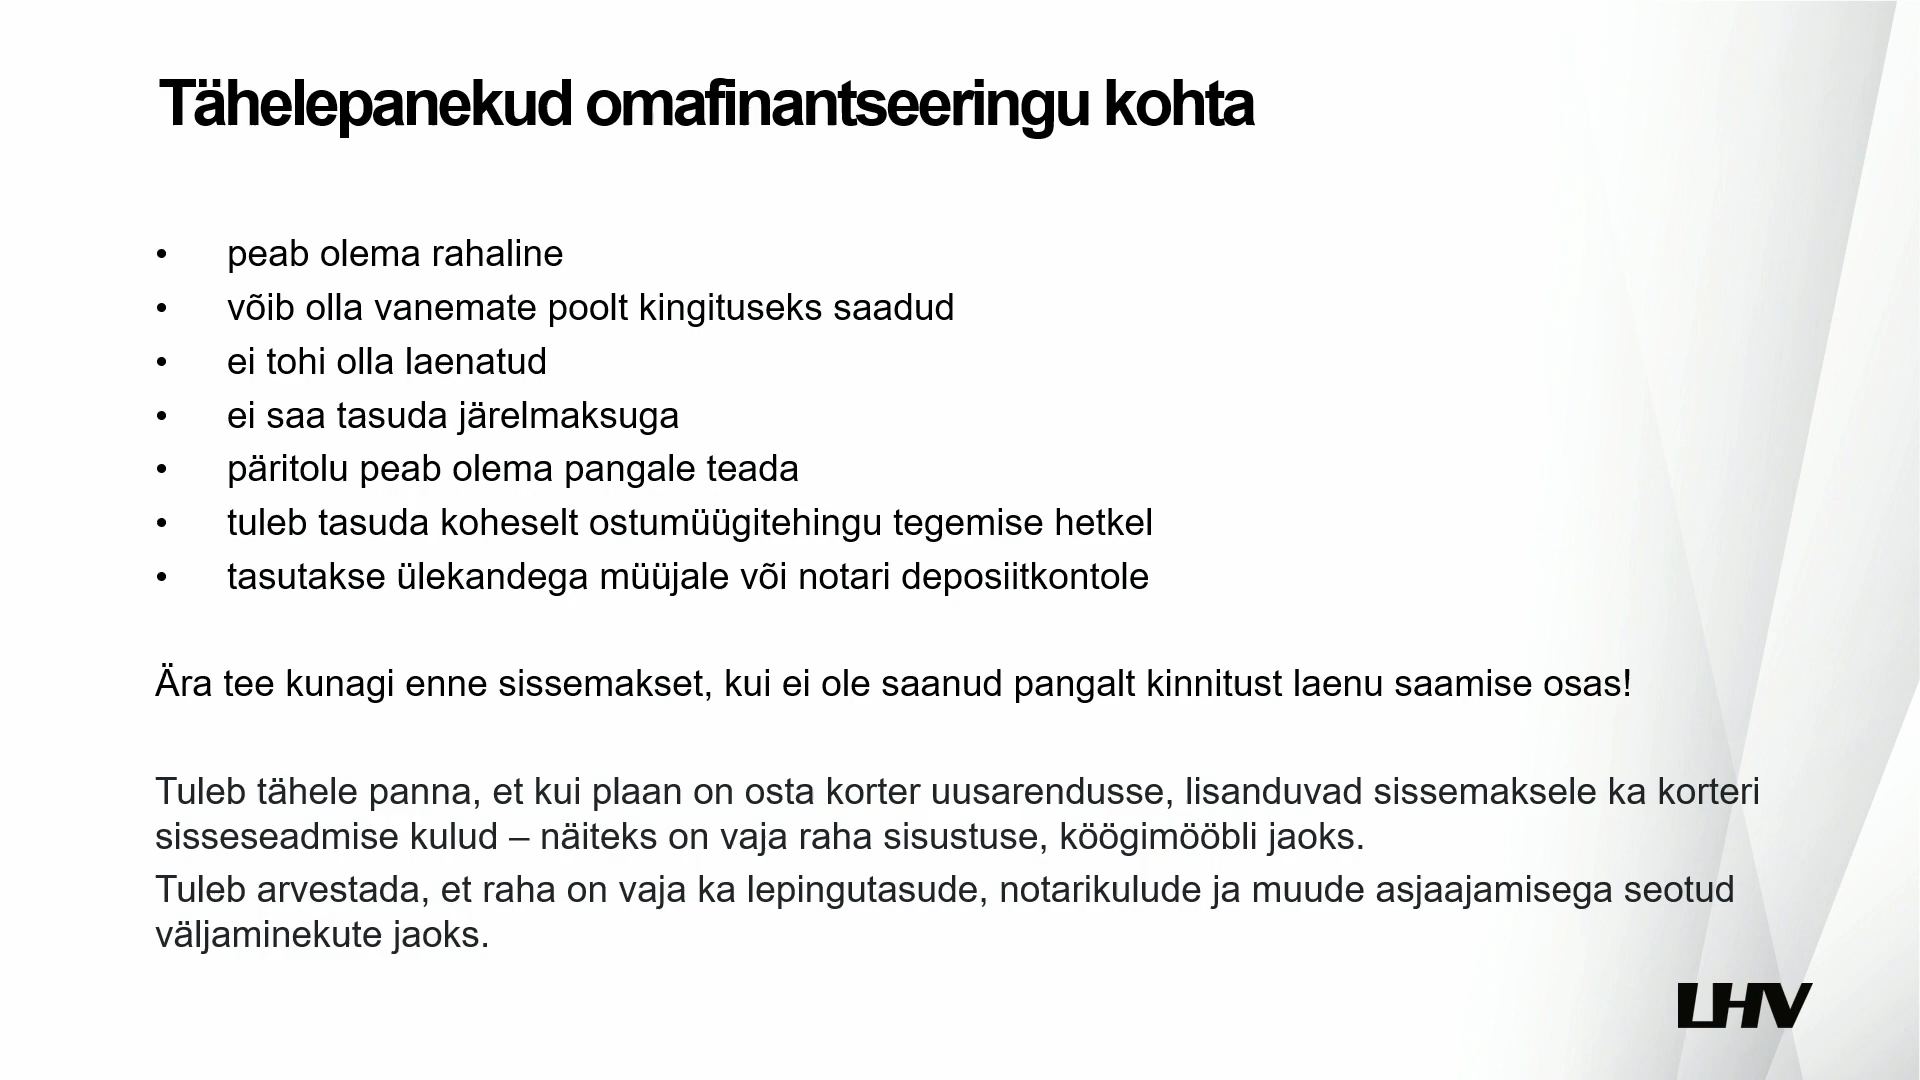 Tähelepanekud omafinantseeringu kohta
• peab olema rahaline
• võib olla vanemate poolt kingituseks saadud
• ei tohi olla laenatud
• ei saa tasuda järelmaksuga
• päritolu peab olema pangale teada
• tuleb tasuda koheselt ostumüügitehingu tegemise hetkel
• tasutakse ülekandega müüjale või notari deposiitkontole
Ära tee kunagi enne sissemakset, kui ei ole saanud pangalt kinnitust laenu saamise osas!
Tuleb tähele panna, et kui plaan on osta korter uusarendusse, lisanduvad sissemaksele ka korteri
sisseseadmise kulud – näiteks on vaja raha sisustuse, köögimööbli jaoks.
Tuleb arvestada, et raha on vaja ka lepingutasude, notarikulude ja muude asjaajamisega seotud
väljaminekute jaoks.
LHV